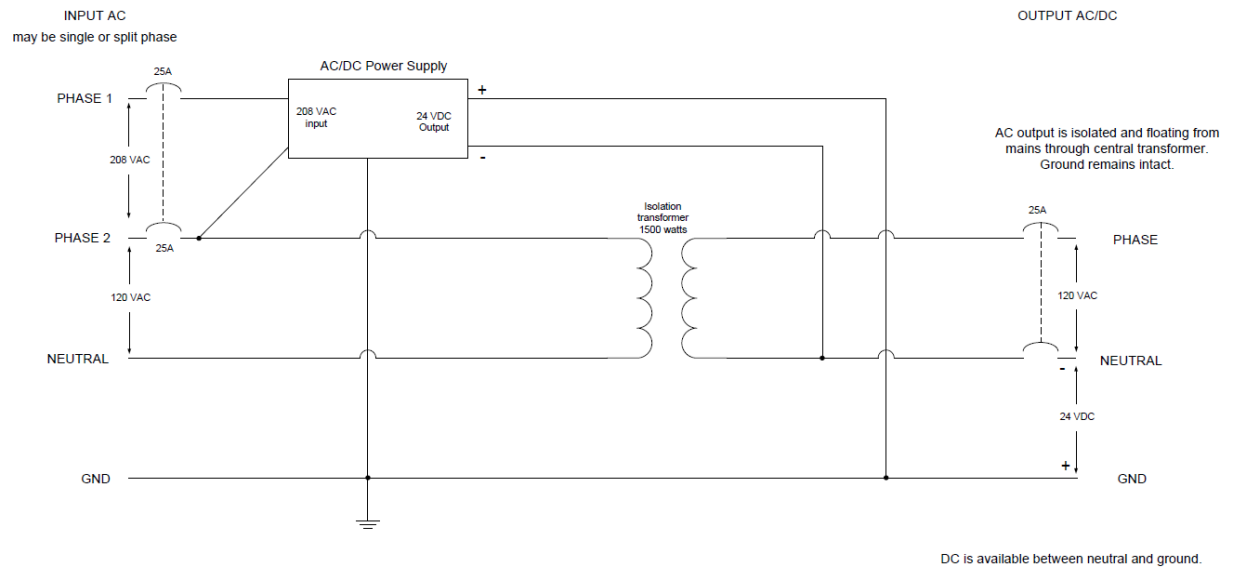 INPUT AC
may be single or split phase
OUTPUT AC/DC
AC/DC Power Supply
25A
PHASE 1
+
208 VAC
input
24 VDC
Output
-
208 VAC
AC output is isolated and floating from
mains through central transformer.
Ground remains intact.
Isolation
transformer
1500 watts
25A
PHASE 2
25A
PHASE
120 VAC
120 VAC
NEUTRAL
NEUTRAL
-
24 VDC
+
GND
GND
DC is available between neutral and ground.